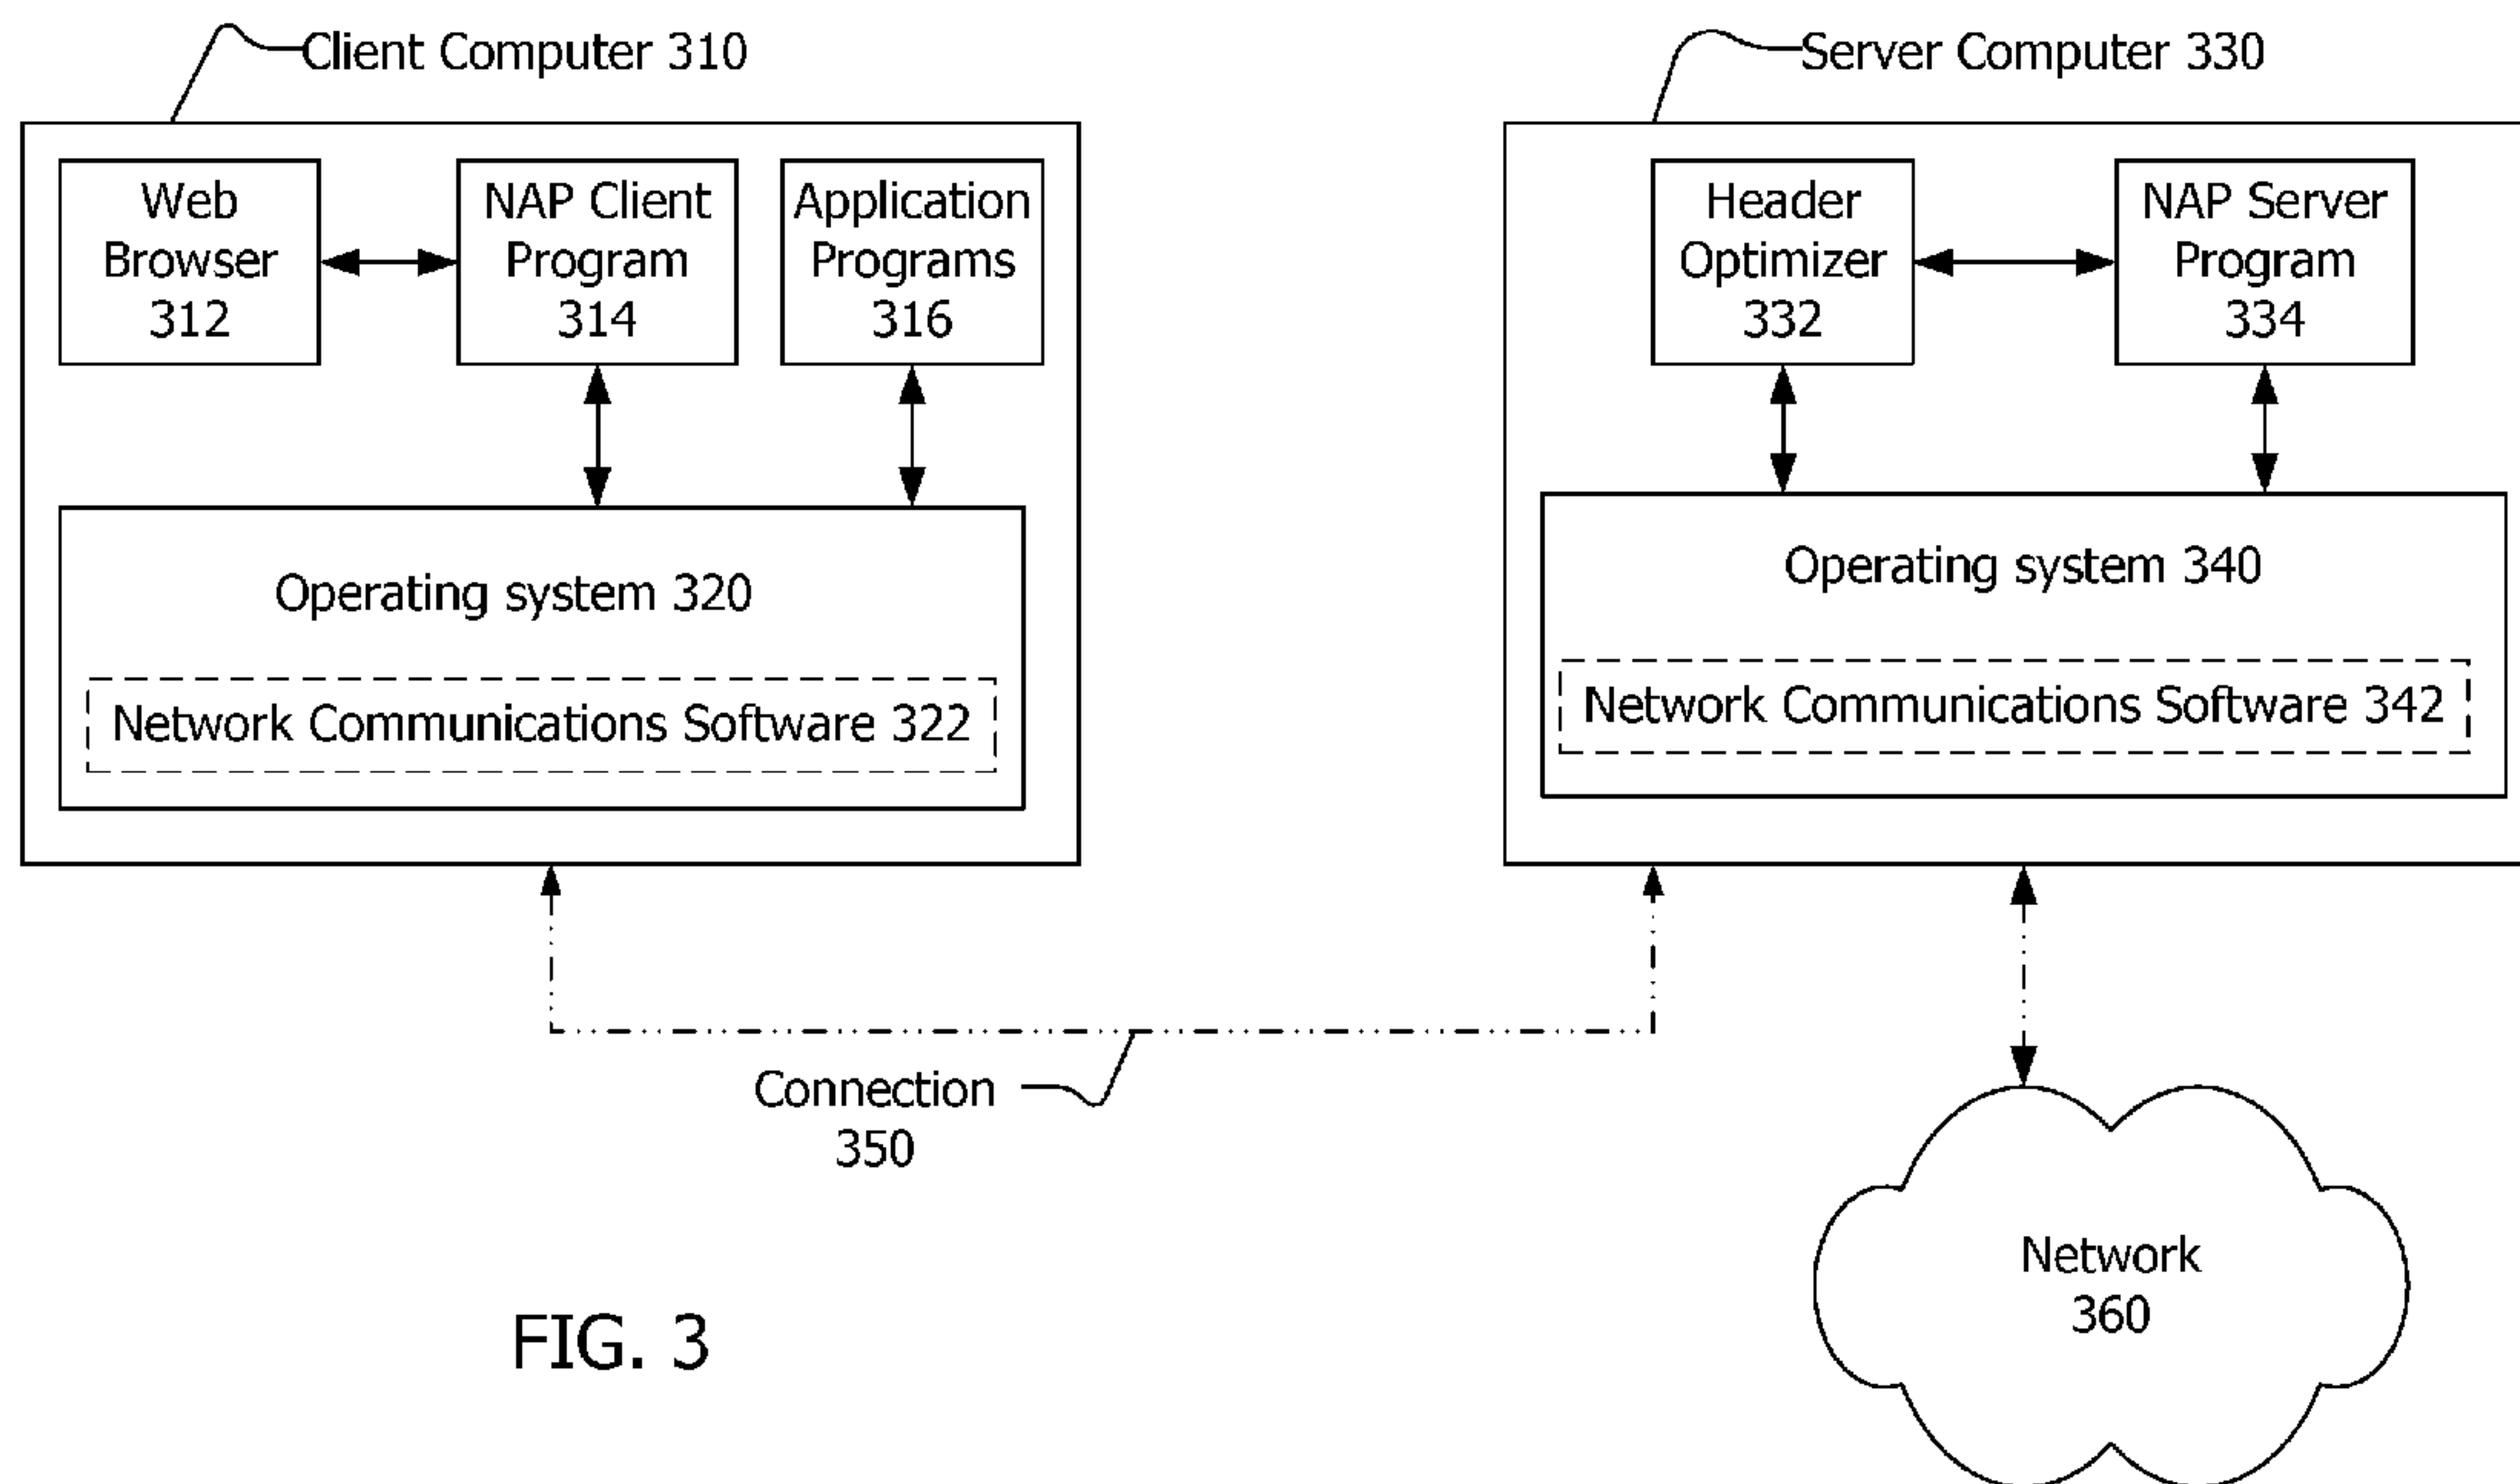 Client Computer 310
Server Computer 330
Web
Browser
312
NAP Client
Program
314
Application
Programs
316
Header
Optimizer
332
NAP Server
Program
334
Operating system 320
Network Communications Software 322
Operating system 340
Network Communications Software 342
Connection
350
Network
360
FIG. 3